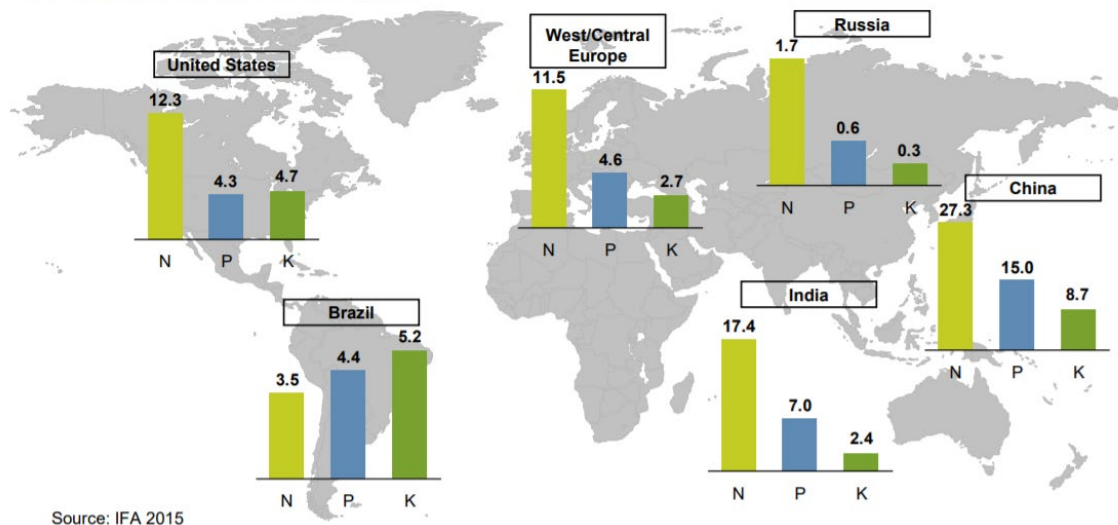 United States
12.3
4.3
4.7
N P K
West/Central
Europe
11.5
4.6
2.7
N P K
Russia
1.7
0.6
0.3
N P K
China
27.3
15.0
8.7
N P K
Brazil
3.5
4.4
5.2
N P K
India
17.4
7.0
2.4
N P K
Source: IFA 2015